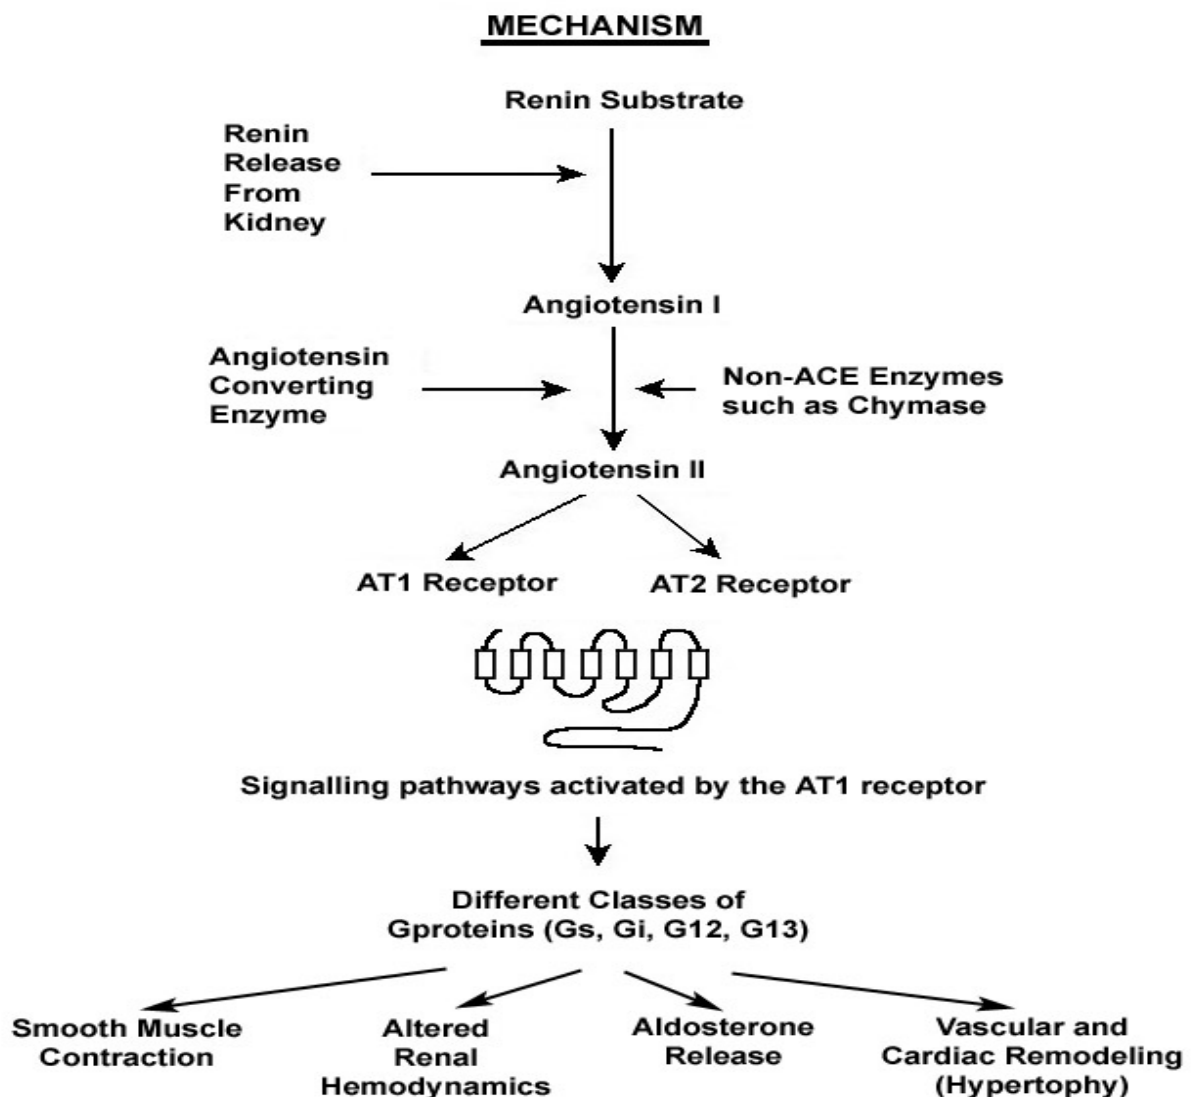 MECHANISM
Renin Substrate
Renin
Release
From
Kidney
Angiotensin I
Angiotensin
Converting
Enzyme
Non-ACE Enzymes
such as Chymase
Angiotensin II
AT1 Receptor
AT2 Receptor
Signalling pathways activated by the AT1 receptor
Different Classes of
Gproteins (Gs, Gi, G12, G13)
Smooth Muscle
Contraction
Altered
Renal
Hemodynamics
Aldosterone
Release
Vascular and
Cardiac Remodeling
(Hypertophy)